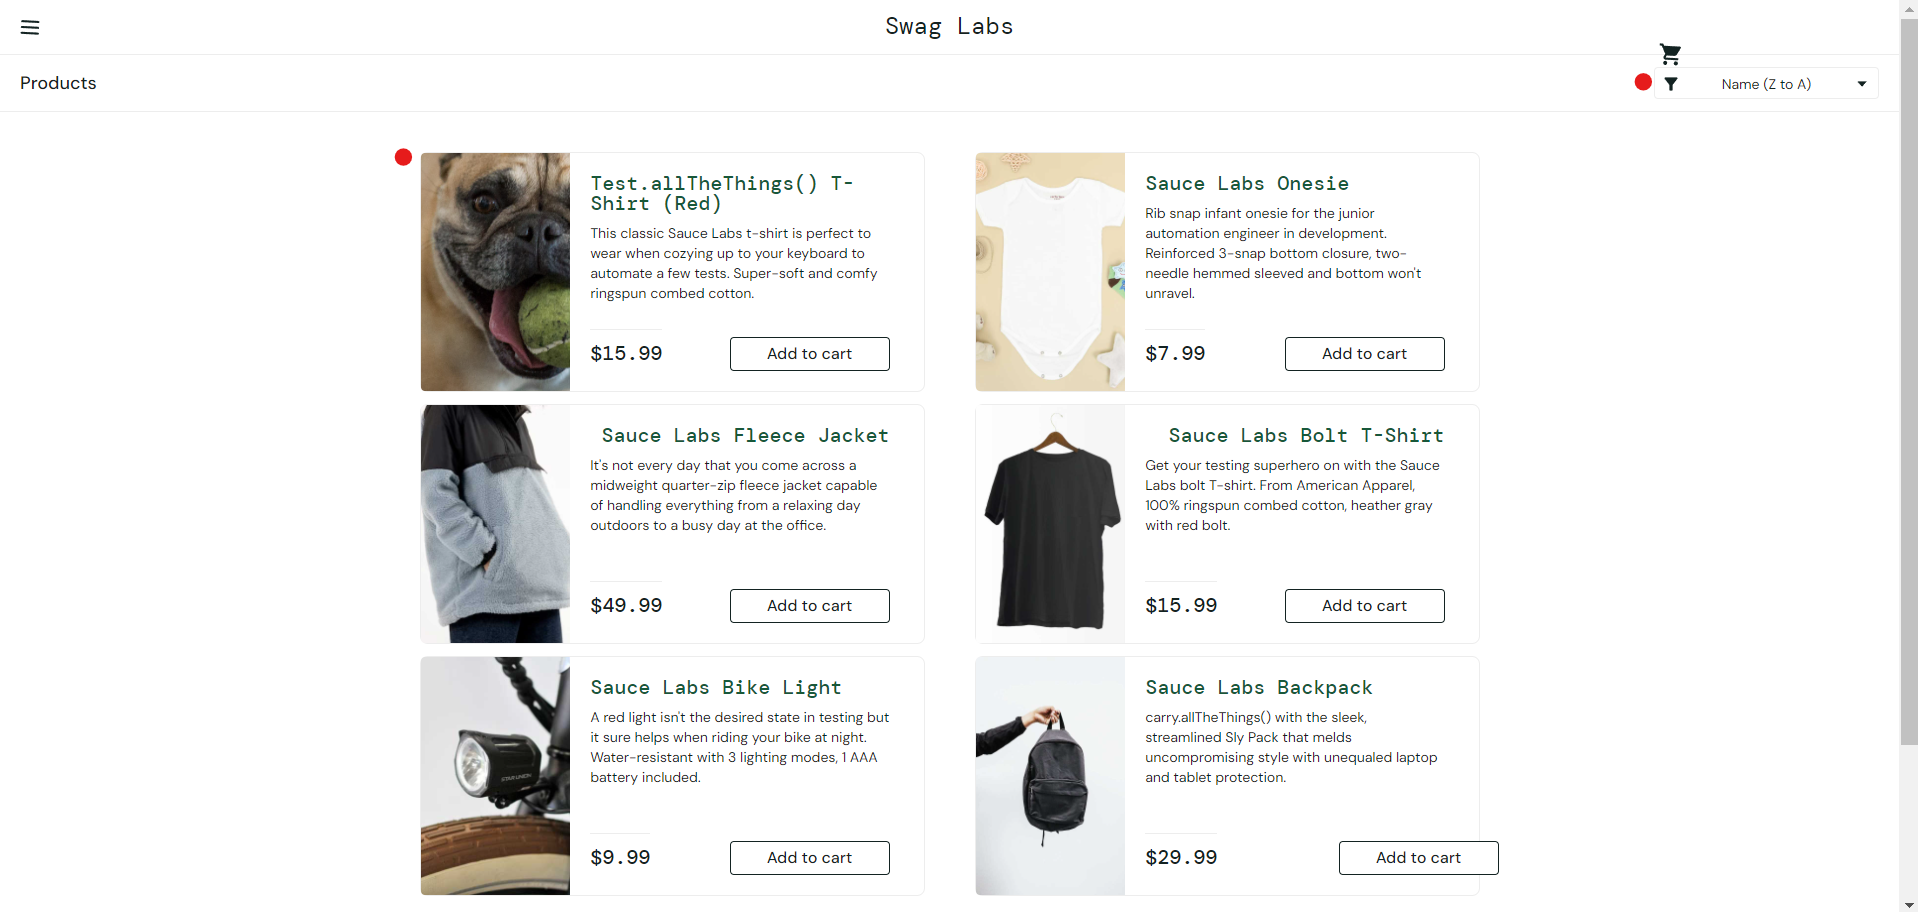 Swag Labs
Products
Name (Z to A)
Test.allTheThings() T-
Shirt (Red)
This classic Sauce Labs t-shirt is perfect to
wear when cozying up to your keyboard to
automate a few tests. Super-soft and comfy
ringspun combed cotton.
$15.99
Add to cart
Sauce Labs Onesie
Rib snap infant onesie for the junior
automation engineer in development.
Reinforced 3-snap bottom closure, two-
needle hemmed sleeved and bottom won't
unravel.
$7.99
Add to cart
Sauce Labs Fleece Jacket
It's not every day that you come across a
midweight quarter-zip fleece jacket capable
of handling everything from a relaxing day
outdoors to a busy day at the office.
$49.99
Add to cart
Sauce Labs Bolt T-Shirt
Get your testing superhero on with the Sauce
Labs bolt T-shirt. From American Apparel,
100% ringspun combed cotton, heather gray
with red bolt.
$15.99
Add to cart
STAR UNION
Sauce Labs Bike Light
A red light isn't the desired state in testing but
it sure helps when riding your bike at night.
Water-resistant with 3 lighting modes, 1 AAA
battery included.
$9.99
Add to cart
Sauce Labs Backpack
carry.allTheThings() with the sleek,
streamlined Sly Pack that melds
uncompromising style with unequaled laptop
and tablet protection.
$29.99
Add to cart